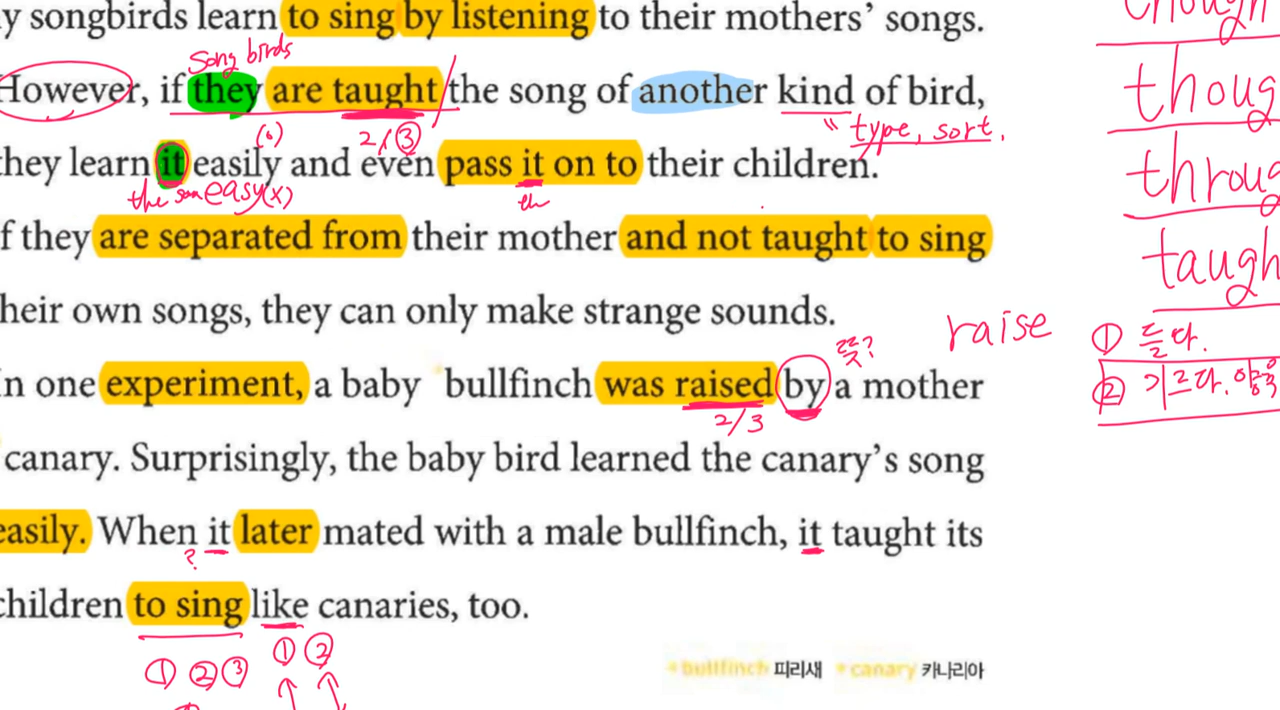 y songbirds learn to sing by listening to their mothers' songs.
Song birds
However, if they are taught the song of another kind of bird,
(o) 2/③ " type, sort.
they learn it easily and even pass it on to their children.
easy(x) th
f they are separated from their mother and not taught to sing
heir own songs, they can only make strange sounds.
n one experiment, a baby bullfinch was raised by a mother
2/3 뜻?
canary. Surprisingly, the baby bird learned the canary's song
easily. When it later mated with a male bullfinch, it taught its
?
children to sing like canaries, too.
① ② ③ ① ②
+bullfinch 피리새 +canary 카나리아
though
thoug
throug
taugh
raise ① 들다.
② 기르다. 양육